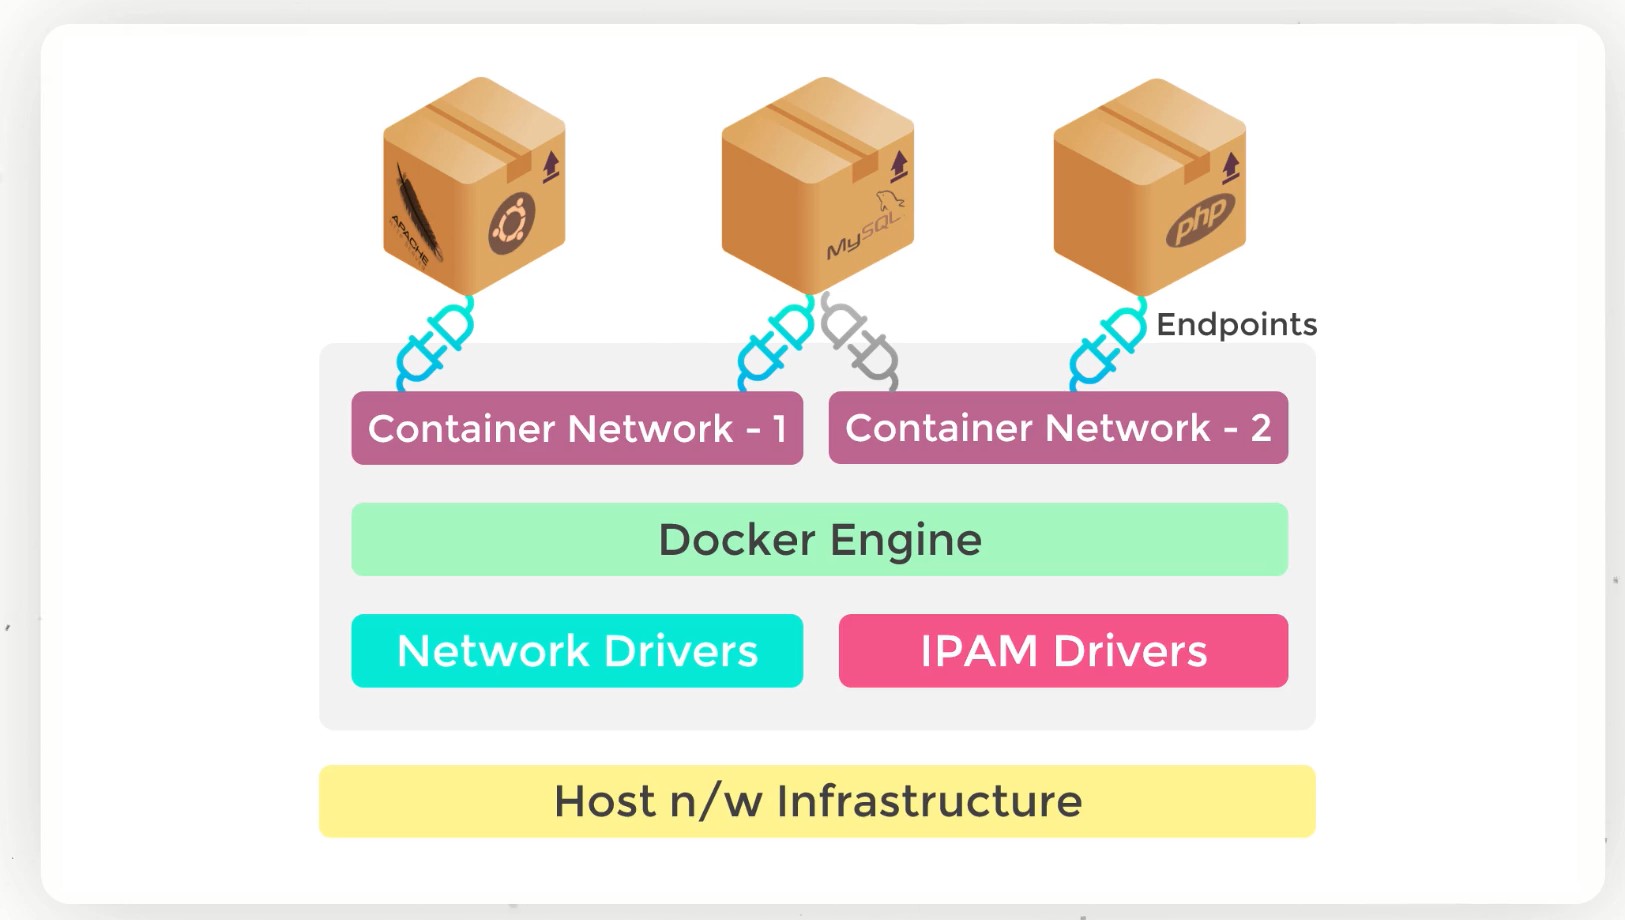 APACHE
MySQL
php
Endpoints
Container Network - 1
Container Network - 2
Docker Engine
Network Drivers
IPAM Drivers
Host n/w Infrastructure